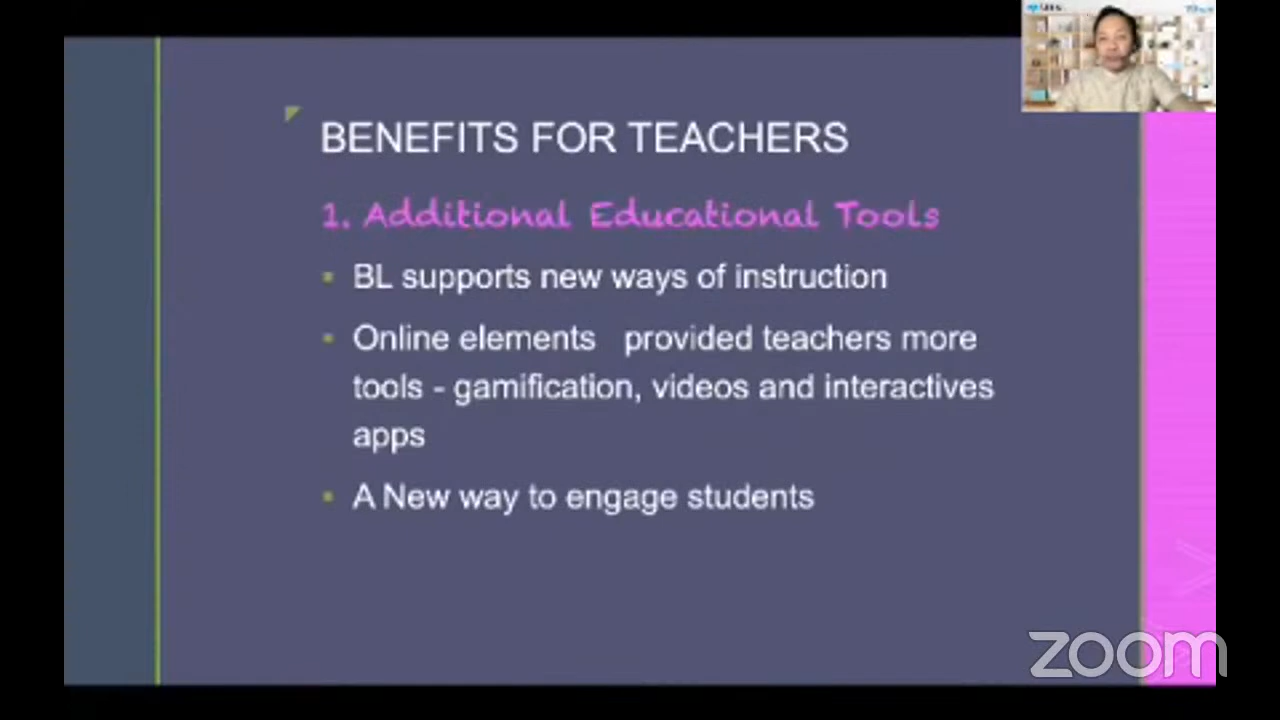 BENEFITS FOR TEACHERS
1. Additional Educational Tools
BL supports new ways of instruction
Online elements provided teachers more
tools - gamification, videos and interactives
apps
A New way to engage students
zoom